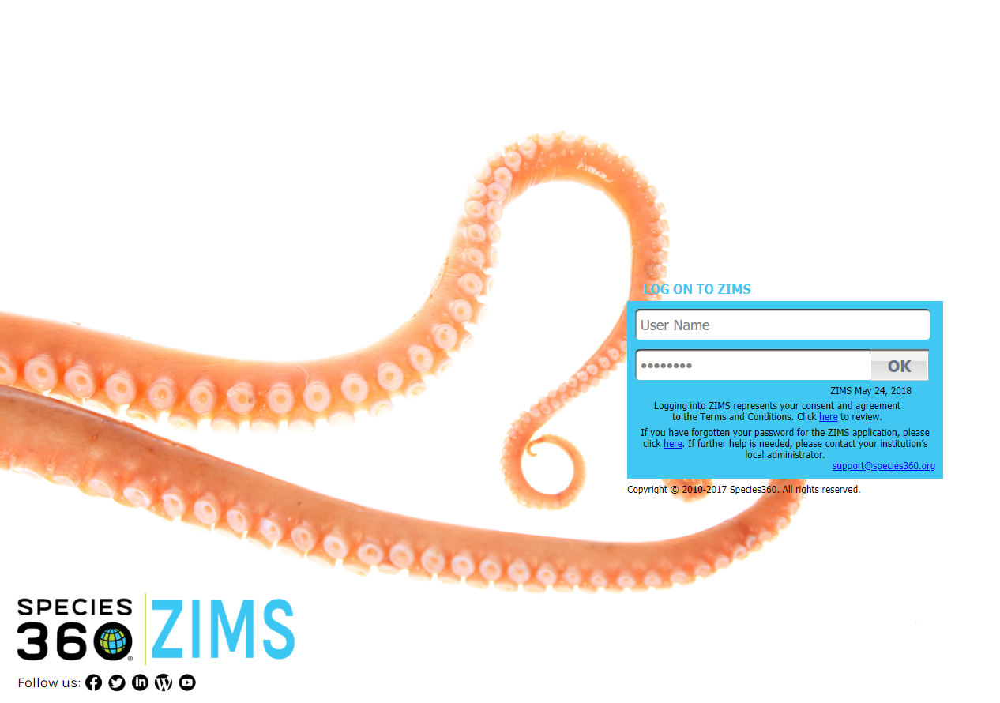 LOG ON TO ZIMS
User Name
••••••••
OK
ZIMS May 24, 2018
Logging into ZIMS represents your consent and agreement
to the Terms and Conditions. Click here to review.
If you have forgotten your password for the ZIMS application, please
click here. If further help is needed, please contact your institution’s
local administrator.
support@species360.org
Copyright © 2010-2017 Species360. All rights reserved.
SPECIES
360®
ZIMS
Follow us: